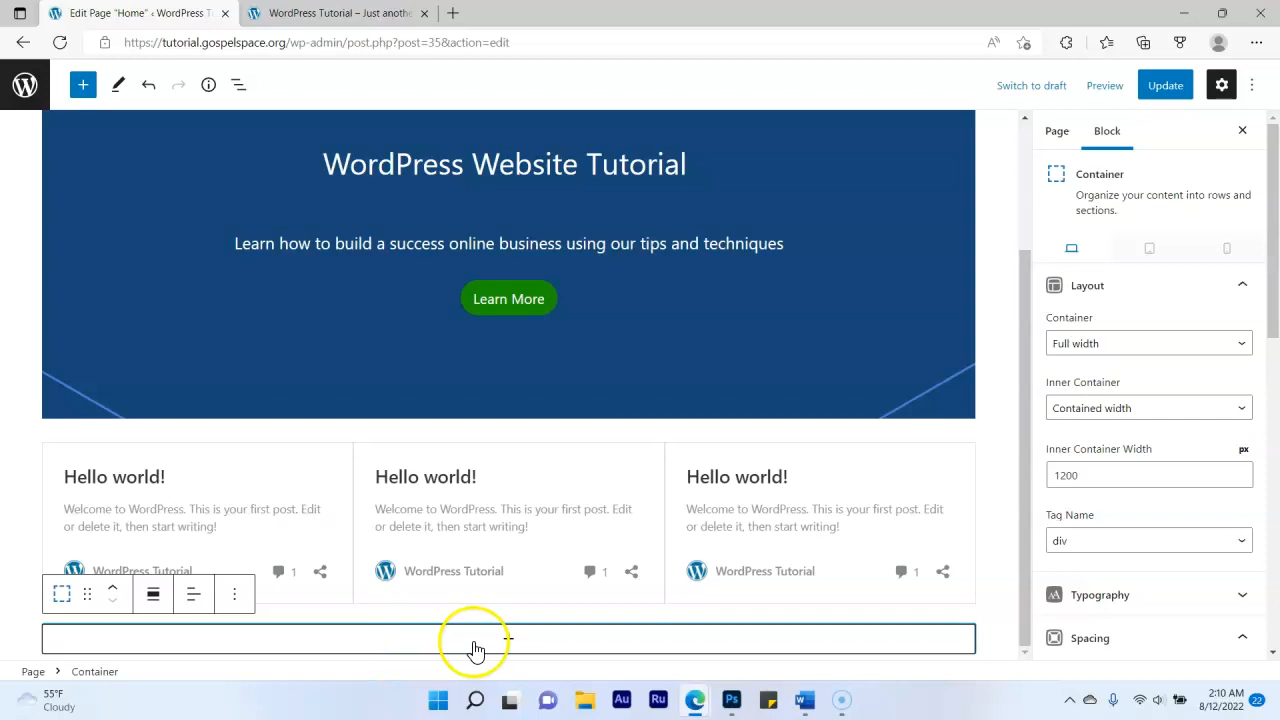 Edit Page "Home" ‹ WordPress T
WordPress Tutorial – Just anothe
https://tutorial.gospelspace.org/wp-admin/post.php?post=35&action=edit
Switch to draft
Preview
Update
WordPress Website Tutorial
Learn how to build a success online business using our tips and techniques
Learn More
Hello world!
Welcome to WordPress. This is your first post. Edit
or delete it, then start writing!
WordPress Tutorial
1
Hello world!
Welcome to WordPress. This is your first post. Edit
or delete it, then start writing!
WordPress Tutorial
1
Hello world!
Welcome to WordPress. This is your first post. Edit
or delete it, then start writing!
WordPress Tutorial
1
Page
Block
Container
Organize your content into rows and
sections.
Layout
Container
Full width
Inner Container
Contained width
Inner Container Width
px
1200
Tag Name
div
Typography
Spacing
Page
Container
55°F
Cloudy
Au
Ru
Ps
2:10 AM
8/12/2022
22